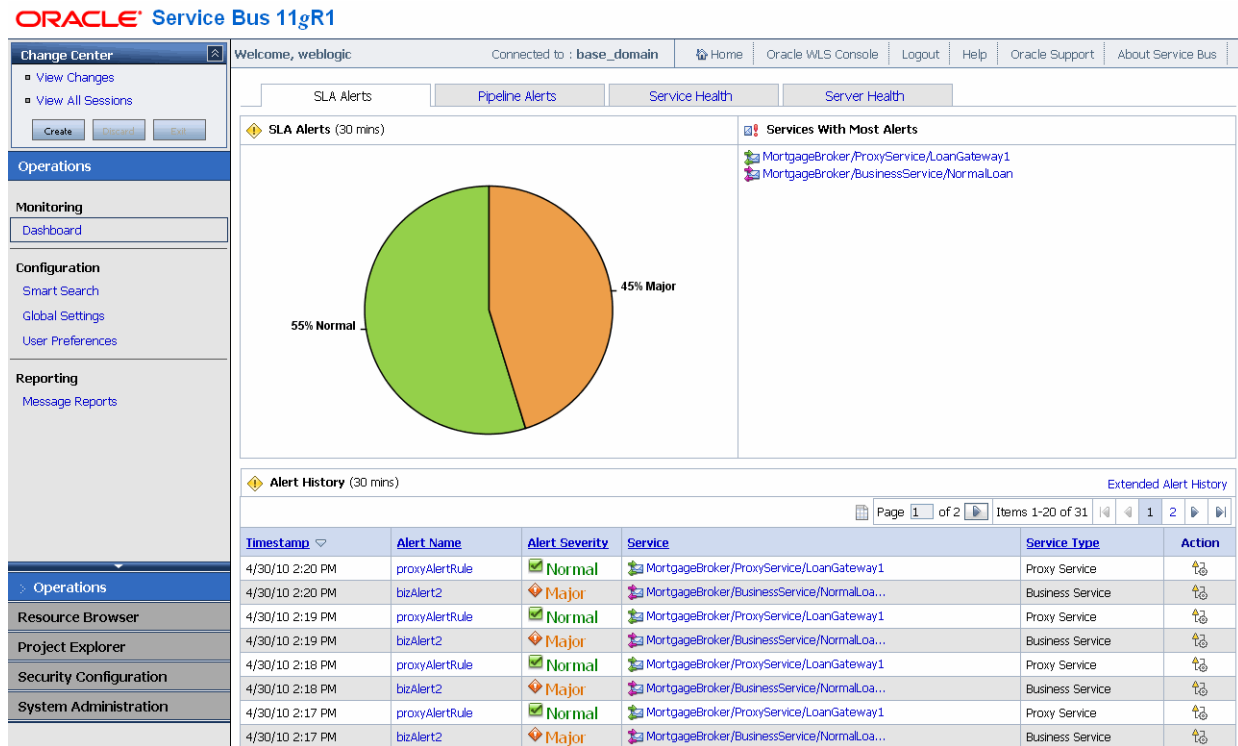 ORACLE Service Bus 11gR1
Change Center
View Changes
View All Sessions
Create Discard Exit
Welcome, weblogic Connected to : base_domain Home Oracle WLS Console Logout Help Oracle Support About Service Bus
SLA Alerts Pipeline Alerts Service Health Server Health
Operations
Monitoring
Dashboard
Configuration
Smart Search
Global Settings
User Preferences
Reporting
Message Reports
Operations
Resource Browser
Project Explorer
Security Configuration
System Administration
SLA Alerts (30 mins)
55% Normal
45% Major
Services With Most Alerts
MortgageBroker/ProxyService/LoanGateway1
MortgageBroker/BusinessService/NormalLoan
Alert History (30 mins) Extended Alert History
Page 1 of 2 Items 1-20 of 31 1 2
Timestamp Alert Name Alert Severity Service Service Type Action
4/30/10 2:20 PM proxyAlertRule Normal MortgageBroker/ProxyService/LoanGateway1 Proxy Service
4/30/10 2:20 PM bizAlert2 Major MortgageBroker/BusinessService/NormalLoa... Business Service
4/30/10 2:19 PM proxyAlertRule Normal MortgageBroker/ProxyService/LoanGateway1 Proxy Service
4/30/10 2:19 PM bizAlert2 Major MortgageBroker/BusinessService/NormalLoa... Business Service
4/30/10 2:18 PM proxyAlertRule Normal MortgageBroker/ProxyService/LoanGateway1 Proxy Service
4/30/10 2:18 PM bizAlert2 Major MortgageBroker/BusinessService/NormalLoa... Business Service
4/30/10 2:17 PM proxyAlertRule Normal MortgageBroker/ProxyService/LoanGateway1 Proxy Service
4/30/10 2:17 PM bizAlert2 Major MortgageBroker/BusinessService/NormalLoa... Business Service